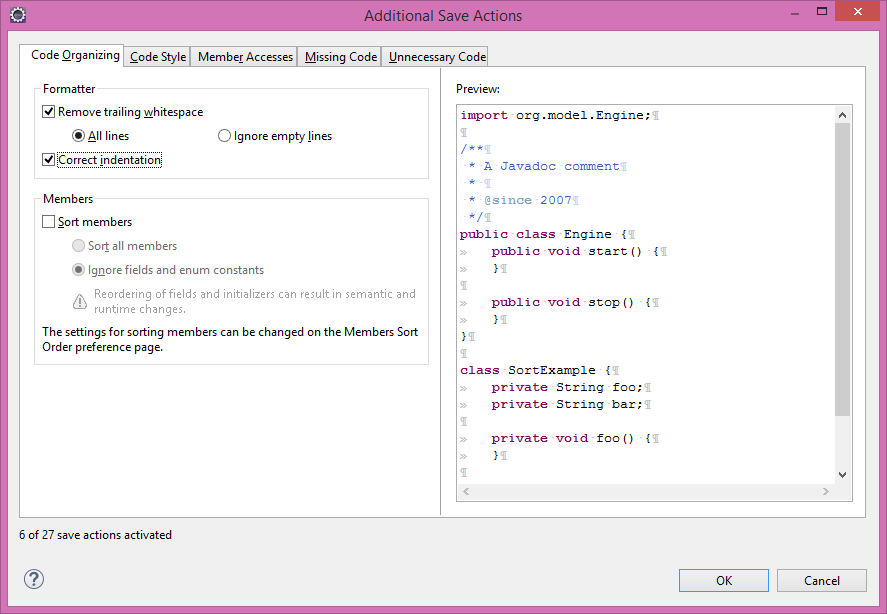 Additional Save Actions
Code Organizing
Code Style
Member Accesses
Missing Code
Unnecessary Code
Formatter
Remove trailing whitespace
All lines
Ignore empty lines
Correct indentation
Members
Sort members
Sort all members
Ignore fields and enum constants
Reordering of fields and initializers can result in semantic and
runtime changes.
The settings for sorting members can be changed on the Members Sort
Order preference page.
Preview:
import·org.model.Engine;¶
¶
/**¶
·*·A·Javadoc·comment¶
·*·¶
·*·@since·2007¶
·*/¶
public·class·Engine·{¶
»   public·void·start()·{¶
»   }¶
¶
»   public·void·stop()·{¶
»   }¶
}¶
¶
class·SortExample·{¶
»   private·String·foo;¶
»   private·String·bar;¶
¶
»   private·void·foo()·{¶
»   }¶
¶
6 of 27 save actions activated
?
OK
Cancel